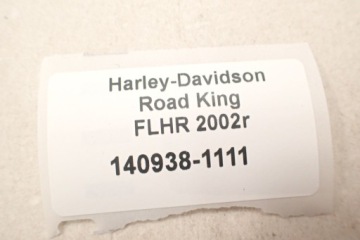 Harley-Davidson
Road King
FLHR 2002r
140938-1111